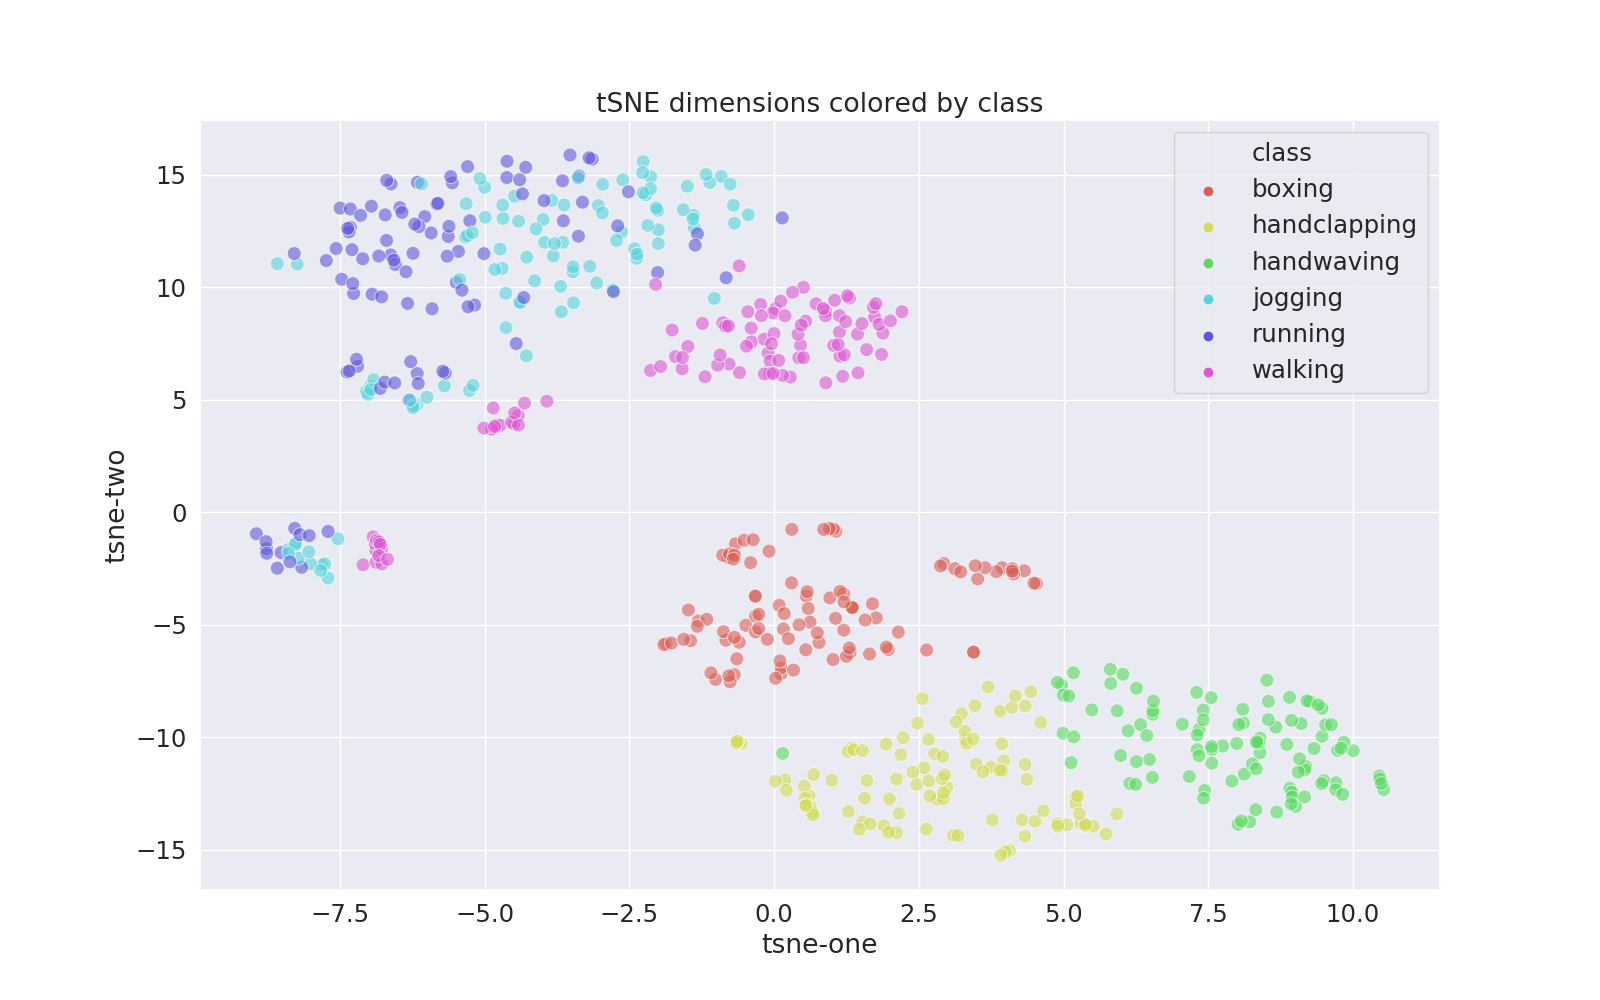 tSNE dimensions colored by class
class
boxing
handclapping
handwaving
jogging
running
walking
15
10
5
0
−5
−10
−15
tsne-two
−7.5 −5.0 −2.5 0.0 2.5 5.0 7.5 10.0
tsne-one